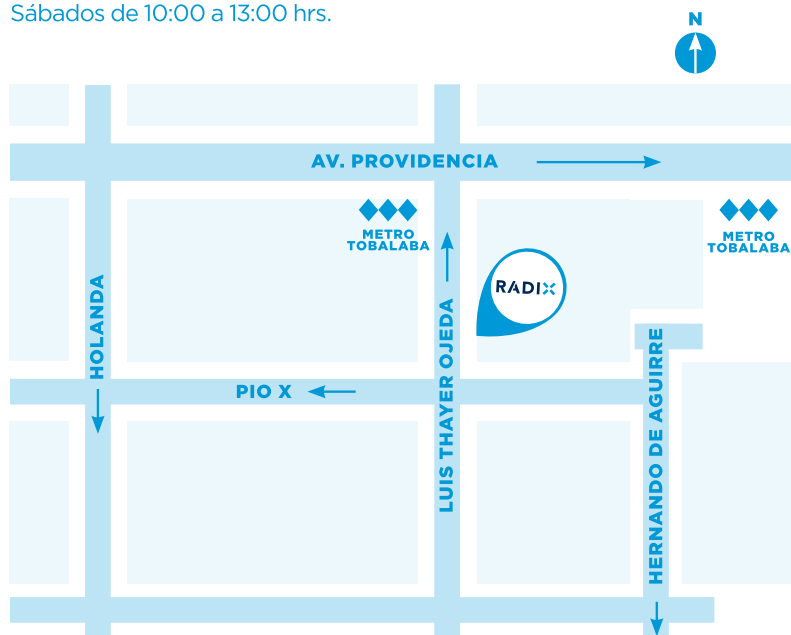 Sábados de 10:00 a 13:00 hrs.
N
AV. PROVIDENCIA
METRO
TOBALABA
METRO
TOBALABA
RADIX
HOLANDA
LUIS THAYER OJEDA
HERNANDO DE AGUIRRE
PIO X